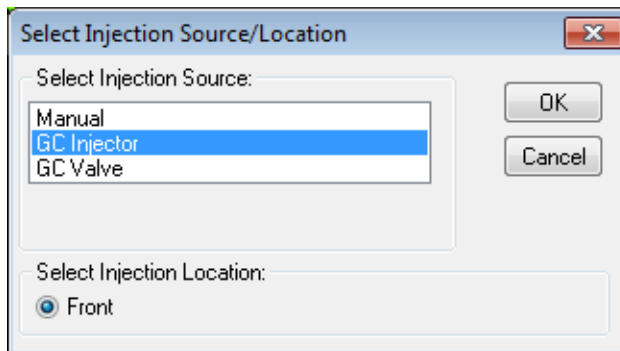 Select Injection Source/Location
Select Injection Source:
Manual
GC Injector
GC Valve
OK
Cancel
Select Injection Location:
Front